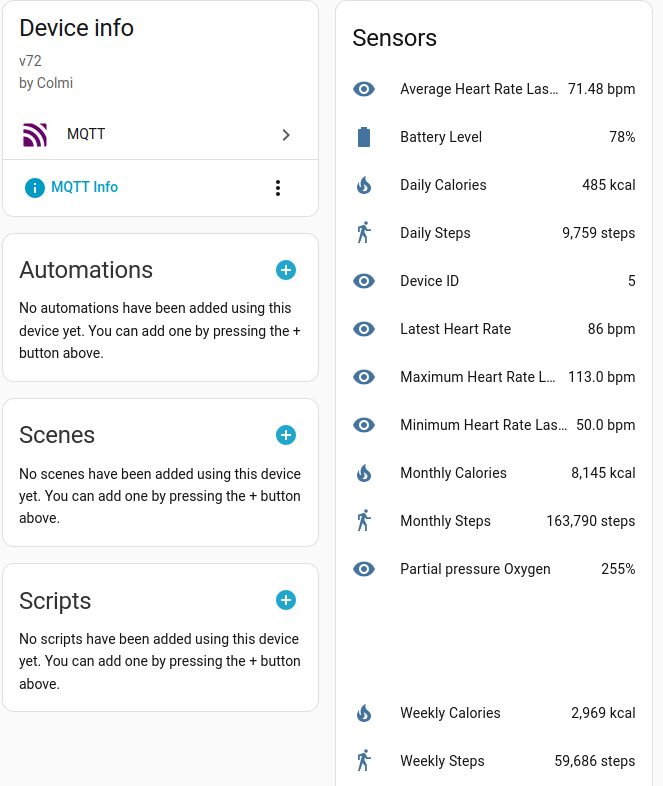 Device info
v72
by Colmi
MQTT
MQTT Info
Automations
No automations have been added using this
device yet. You can add one by pressing the +
button above.
Scenes
No scenes have been added using this device
yet. You can add one by pressing the + button
above.
Scripts
No scripts have been added using this device
yet. You can add one by pressing the + button
above.
Sensors
Average Heart Rate Las... 71.48 bpm
Battery Level 78%
Daily Calories 485 kcal
Daily Steps 9,759 steps
Device ID 5
Latest Heart Rate 86 bpm
Maximum Heart Rate L... 113.0 bpm
Minimum Heart Rate Las... 50.0 bpm
Monthly Calories 8,145 kcal
Monthly Steps 163,790 steps
Partial pressure Oxygen 255%
Weekly Calories 2,969 kcal
Weekly Steps 59,686 steps